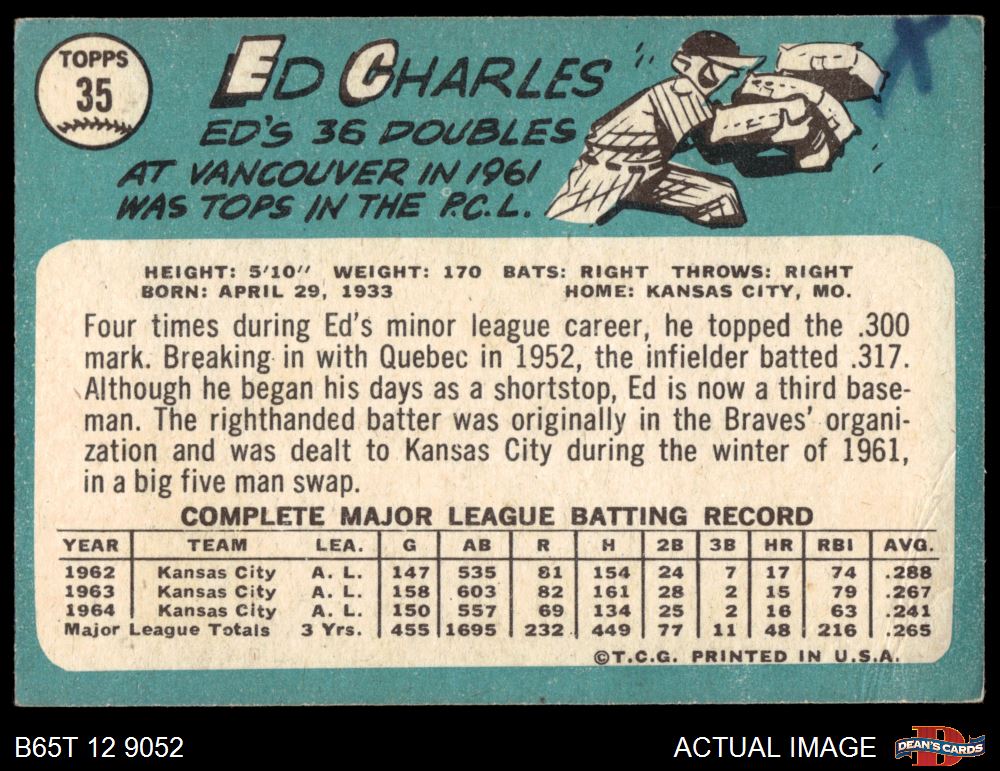 TOPPS
35
ED CHARLES
ED'S 36 DOUBLES
AT VANCOUVER IN 1961
WAS TOPS IN THE P.C.L.
X
HEIGHT: 5'10" WEIGHT: 170 BATS: RIGHT THROWS: RIGHT
BORN: APRIL 29, 1933 HOME: KANSAS CITY, MO.
Four times during Ed's minor league career, he topped the .300
mark. Breaking in with Quebec in 1952, the infielder batted .317.
Although he began his days as a shortstop, Ed is now a third base-
man. The righthanded batter was originally in the Braves' organi-
zation and was dealt to Kansas City during the winter of 1961,
in a big five man swap.
COMPLETE MAJOR LEAGUE BATTING RECORD
YEAR TEAM LEA. G AB R H 2B 3B HR RBI AVG.
1962 Kansas City A. L. 147 535 81 154 24 7 17 74 .288
1963 Kansas City A. L. 158 603 82 161 28 2 15 79 .267
1964 Kansas City A. L. 150 557 69 134 25 2 16 63 .241
Major League Totals 3 Yrs. 455 1695 232 449 77 11 48 216 .265
©T.C.G. PRINTED IN U.S.A.
B65T 12 9052
ACTUAL IMAGE
D
DEAN'S CARDS